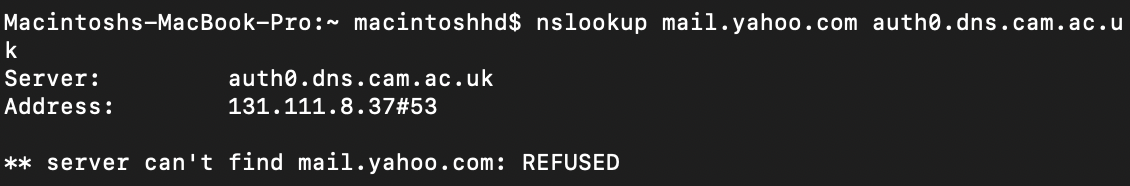 Macintoshs-MacBook-Pro:~ macintoshhd$ nslookup mail.yahoo.com auth0.dns.cam.ac.u
k
Server:		auth0.dns.cam.ac.uk
Address:	131.111.8.37#53

** server can't find mail.yahoo.com: REFUSED